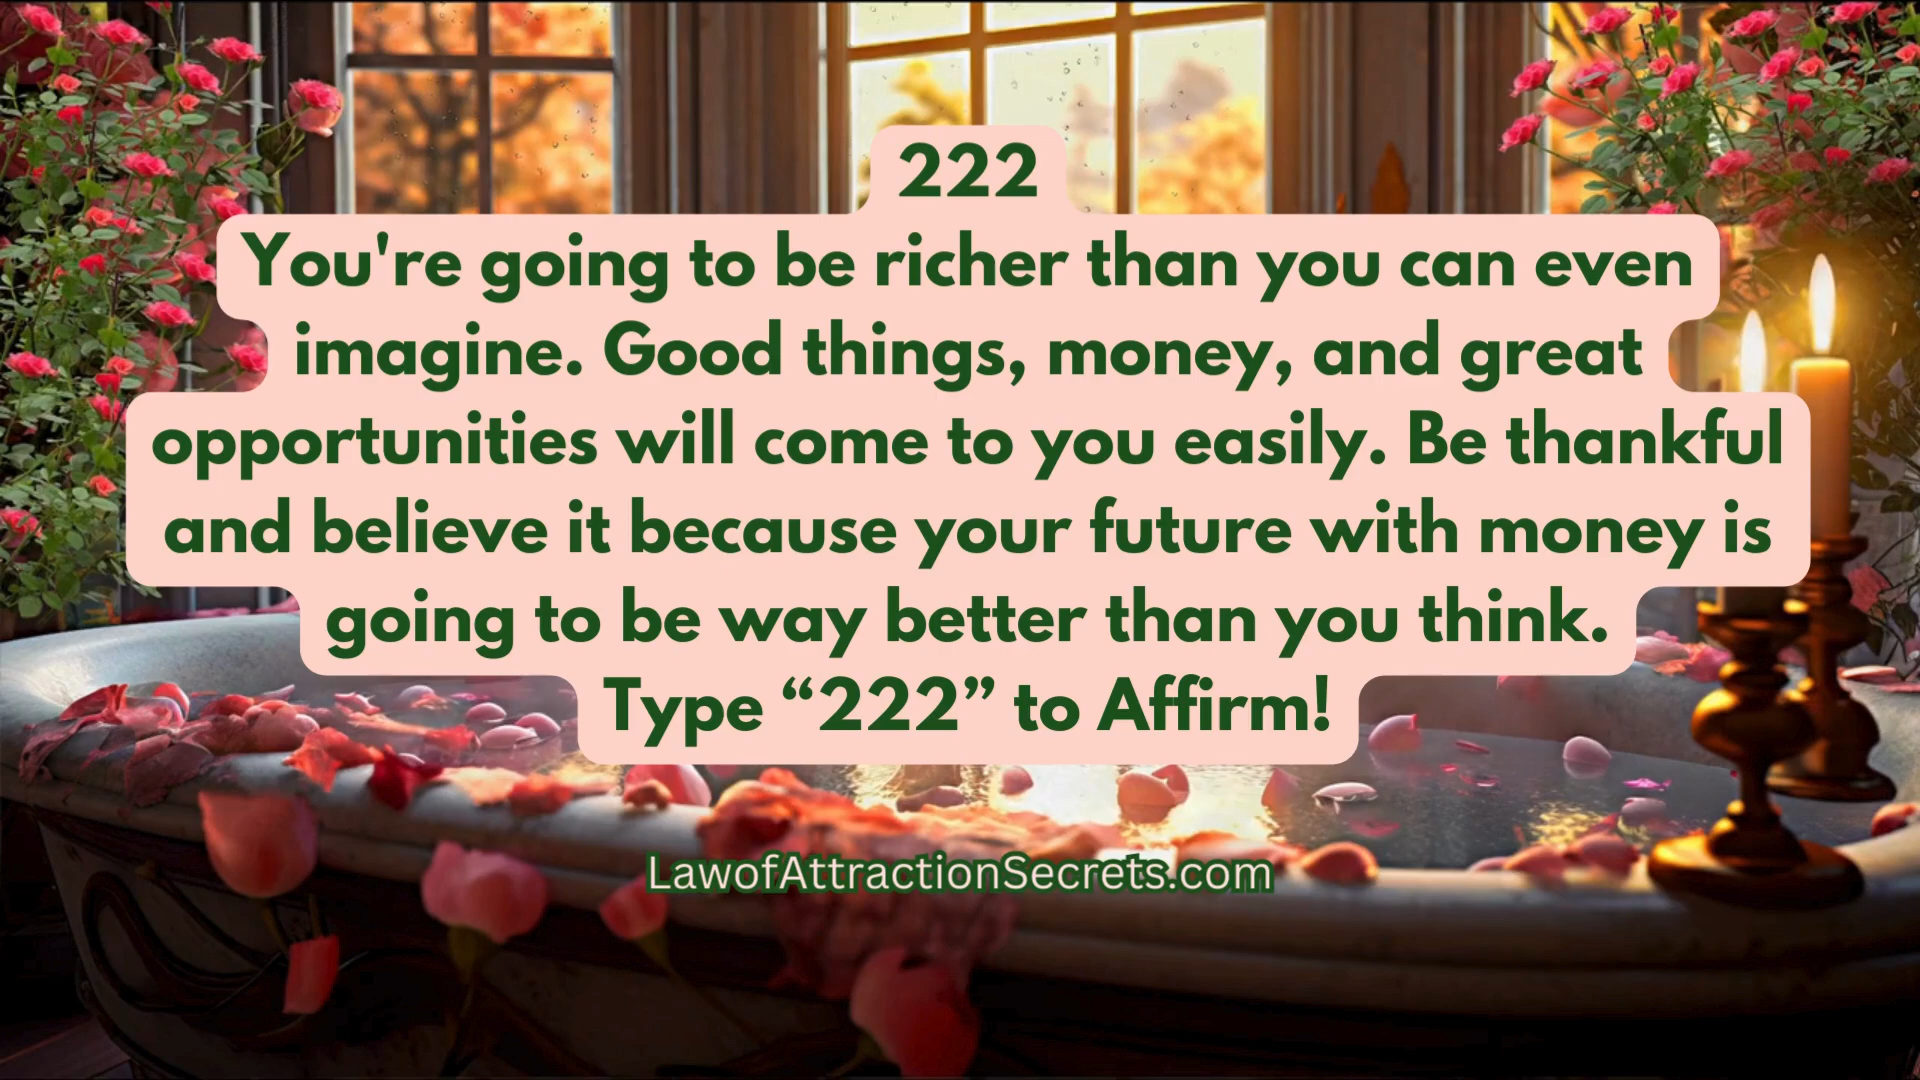 222
You're going to be richer than you can even
imagine. Good things, money, and great
opportunities will come to you easily. Be thankful
and believe it because your future with money is
going to be way better than you think.
Type “222” to Affirm!
LawofAttractionSecrets.com